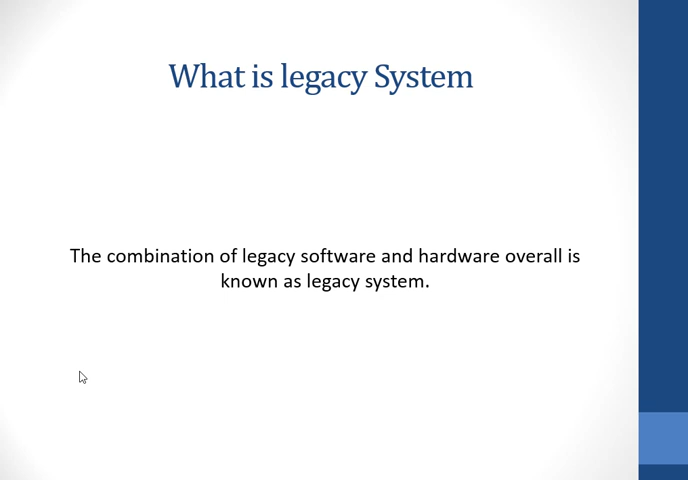 What is legacy System
The combination of legacy software and hardware overall is
known as legacy system.